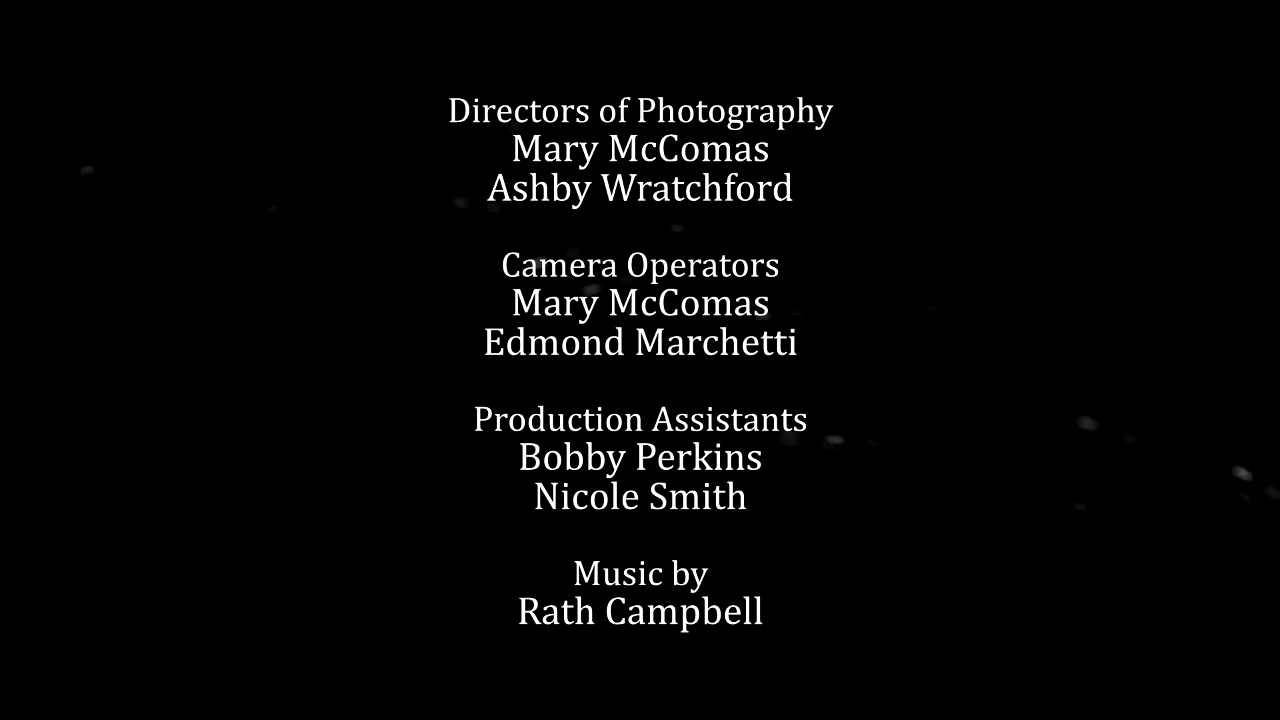 Directors of Photography
Mary McComas
Ashby Wratchford
Camera Operators
Mary McComas
Edmond Marchetti
Production Assistants
Bobby Perkins
Nicole Smith
Music by
Rath Campbell